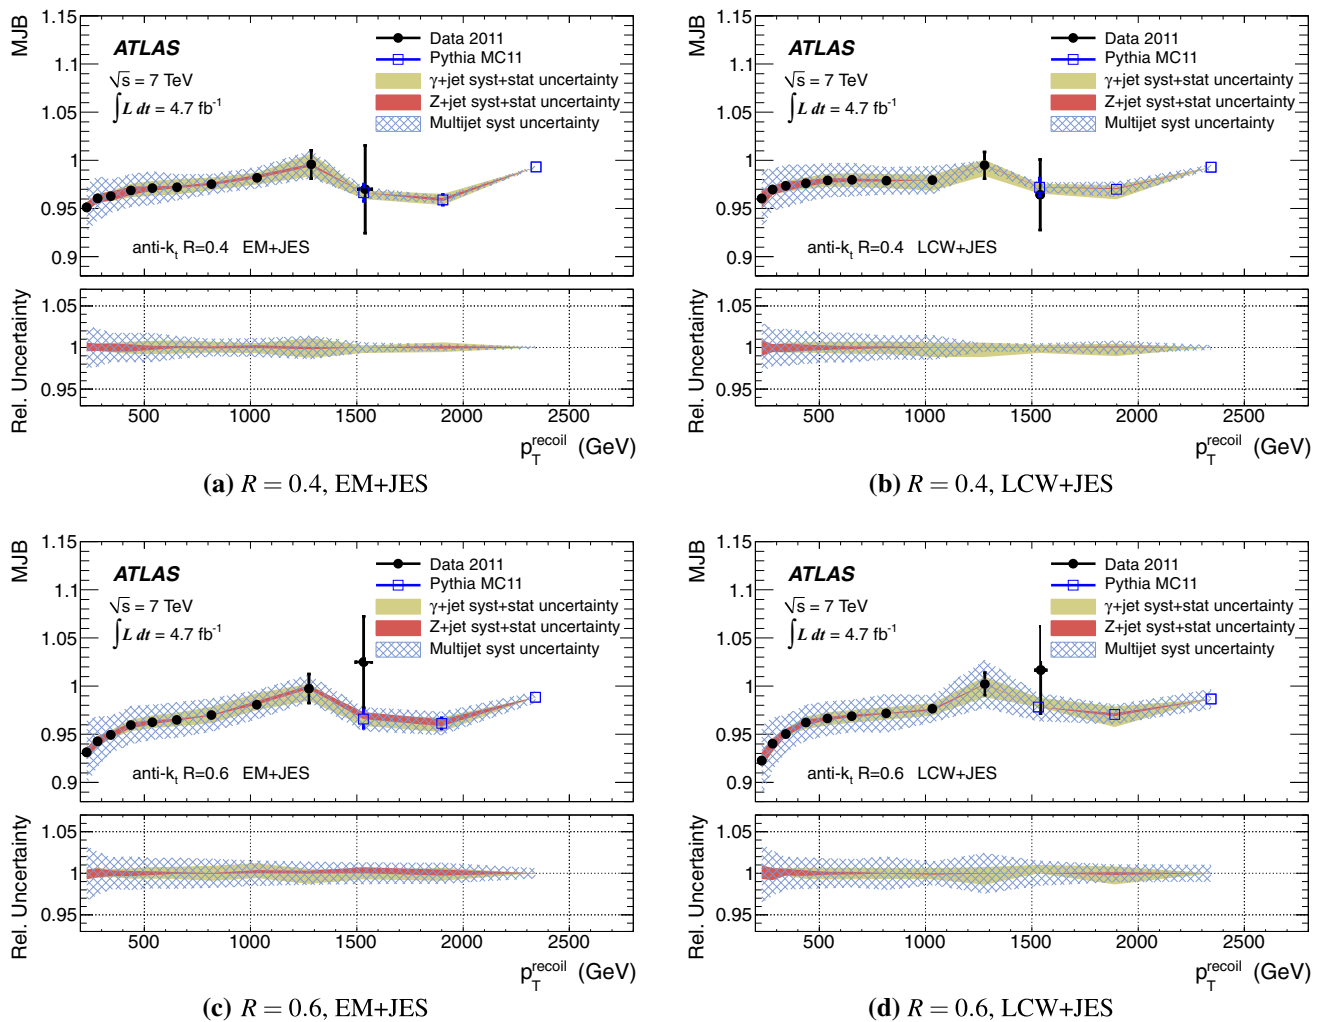 MJB
1.15
1.1
1.05
1
0.95
0.9
ATLAS
√s = 7 TeV
∫L dt = 4.7 fb⁻¹
Data 2011
Pythia MC11
γ+jet syst+stat uncertainty
Z+jet syst+stat uncertainty
Multijet syst uncertainty
anti-kₜ R=0.4 EM+JES
Rel. Uncertainty
1.05
1
0.95
500 1000 1500 2000 2500
p_T^recoil (GeV)
(a) R = 0.4, EM+JES
MJB
1.15
1.1
1.05
1
0.95
0.9
ATLAS
√s = 7 TeV
∫L dt = 4.7 fb⁻¹
Data 2011
Pythia MC11
γ+jet syst+stat uncertainty
Z+jet syst+stat uncertainty
Multijet syst uncertainty
anti-kₜ R=0.4 LCW+JES
Rel. Uncertainty
1.05
1
0.95
500 1000 1500 2000 2500
p_T^recoil (GeV)
(b) R = 0.4, LCW+JES
MJB
1.15
1.1
1.05
1
0.95
0.9
ATLAS
√s = 7 TeV
∫L dt = 4.7 fb⁻¹
Data 2011
Pythia MC11
γ+jet syst+stat uncertainty
Z+jet syst+stat uncertainty
Multijet syst uncertainty
anti-kₜ R=0.6 EM+JES
Rel. Uncertainty
1.05
1
0.95
500 1000 1500 2000 2500
p_T^recoil (GeV)
(c) R = 0.6, EM+JES
MJB
1.15
1.1
1.05
1
0.95
0.9
ATLAS
√s = 7 TeV
∫L dt = 4.7 fb⁻¹
Data 2011
Pythia MC11
γ+jet syst+stat uncertainty
Z+jet syst+stat uncertainty
Multijet syst uncertainty
anti-kₜ R=0.6 LCW+JES
Rel. Uncertainty
1.05
1
0.95
500 1000 1500 2000 2500
p_T^recoil (GeV)
(d) R = 0.6, LCW+JES